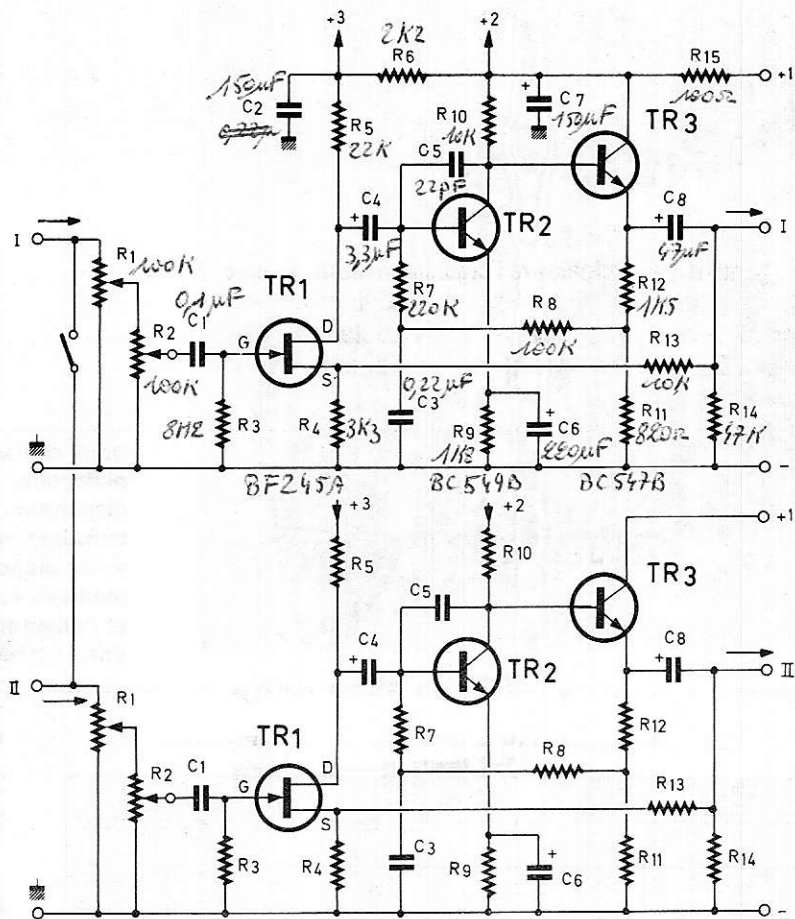 +3 2K2 +2
R6 R15 +1
150µF + C7 100Ω
C2 R10 150µF TR3
0,22µ R5 10K
22K C5
C4 22pF C8
I + TR2 + I
R1 100K 3,3µF 47µF
0,1µF TR1 R7 R8 R12
R2 C1 G D 220K 1K5
100K 100K R13
S 0,22µF 10K
R3 R4 3K3 C3 R9 + C6 R11 R14
1K8 220µF 820Ω 47K
-
BF245A BC549B BC547B
+3 +2 +1
R5 R10 TR3
C5
C4 C8
+ TR2 +
II II
R1 TR1 R7 R12
R2 C1 G D R8
R13
S
R3 R4 C3 R9 + C6 R11 R14
-